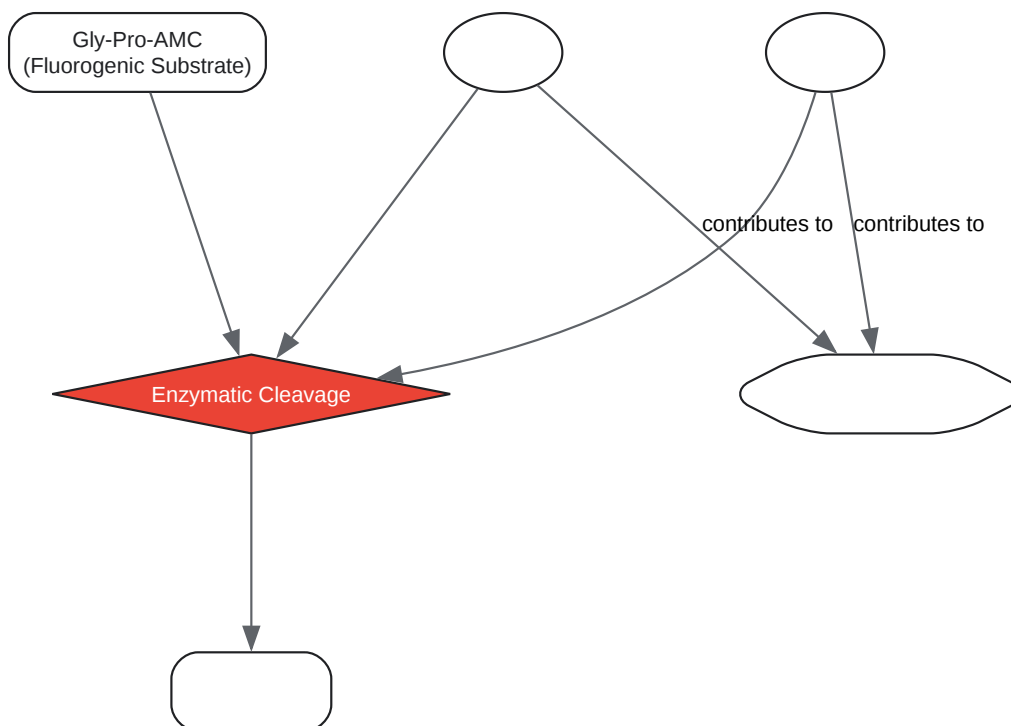 Gly-Pro-AMC
(Fluorogenic Substrate)
contributes to
contributes to
Enzymatic Cleavage